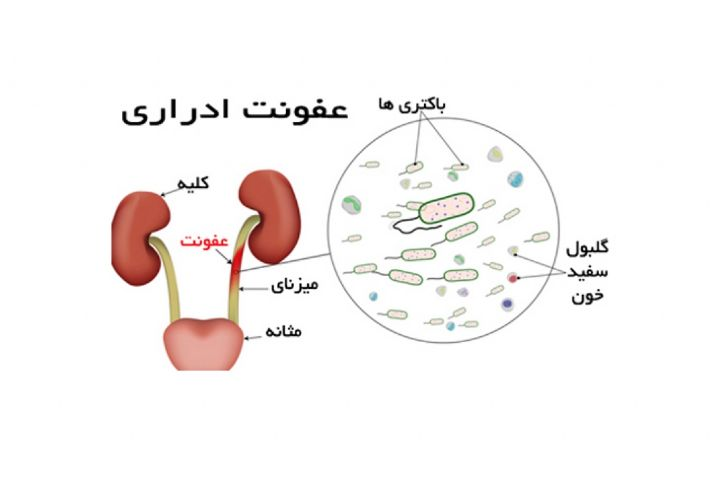 عفونت ادراری
باکتری ها
کلیه
عفونت
میزنای
مثانه
گلبول
سفید
خون